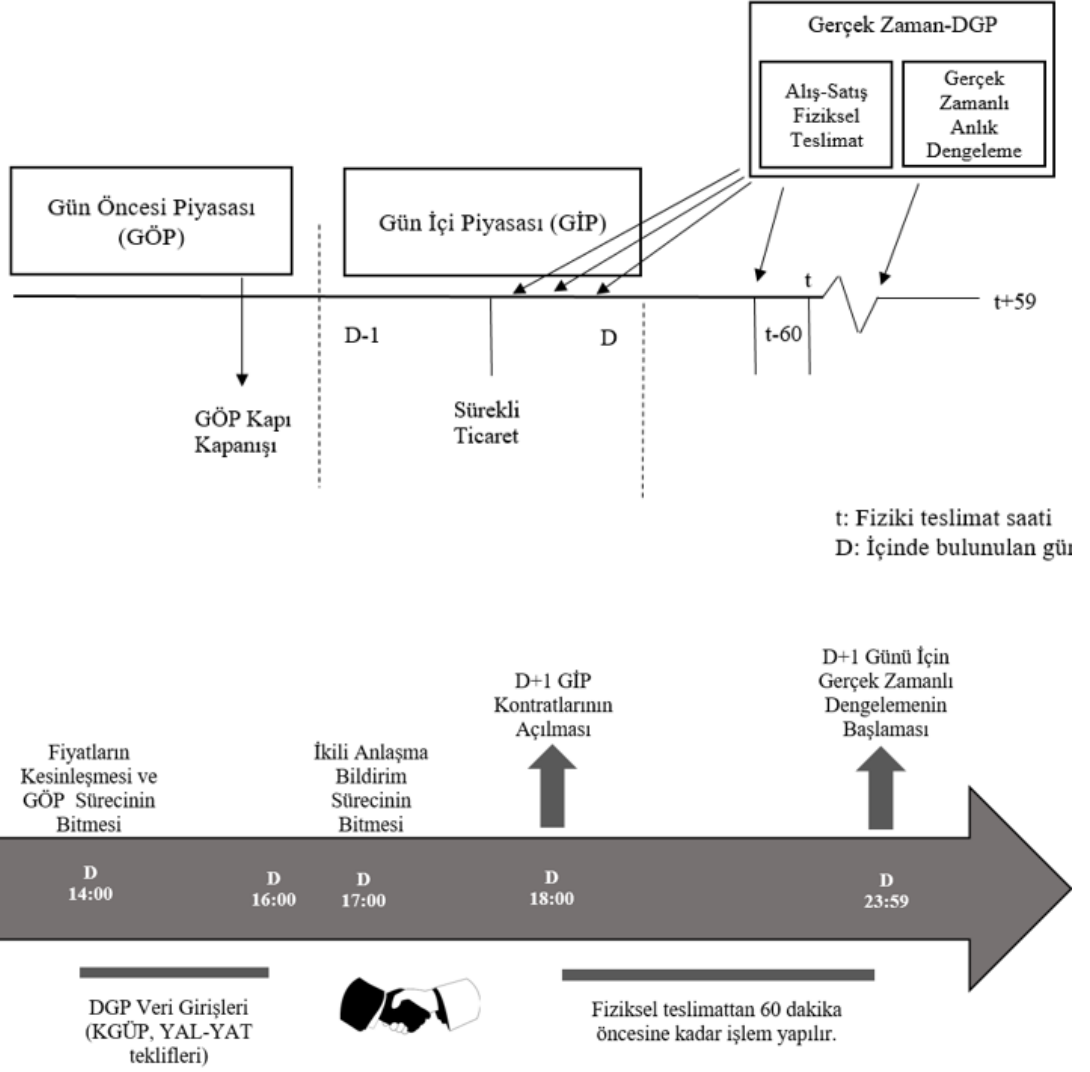 Gerçek Zaman-DGP
Alış-Satış
Fiziksel
Teslimat
Gerçek
Zamanlı
Anlık
Dengeleme
Gün Öncesi Piyasası
(GÖP)
Gün İçi Piyasası (GİP)
t
t+59
D-1
D
t-60
GÖP Kapı
Kapanışı
Sürekli
Ticaret
t: Fiziki teslimat saati
D: İçinde bulunulan gün
Fiyatların
Kesinleşmesi ve
GÖP Sürecinin
Bitmesi
İkili Anlaşma
Bildirim
Sürecinin
Bitmesi
D+1 GİP
Kontratlarının
Açılması
D+1 Günü İçin
Gerçek Zamanlı
Dengelemenin
Başlaması
D
14:00
D
16:00
D
17:00
D
18:00
D
23:59
DGP Veri Girişleri
(KGÜP, YAL-YAT
teklifleri)
Fiziksel teslimattan 60 dakika
öncesine kadar işlem yapılır.